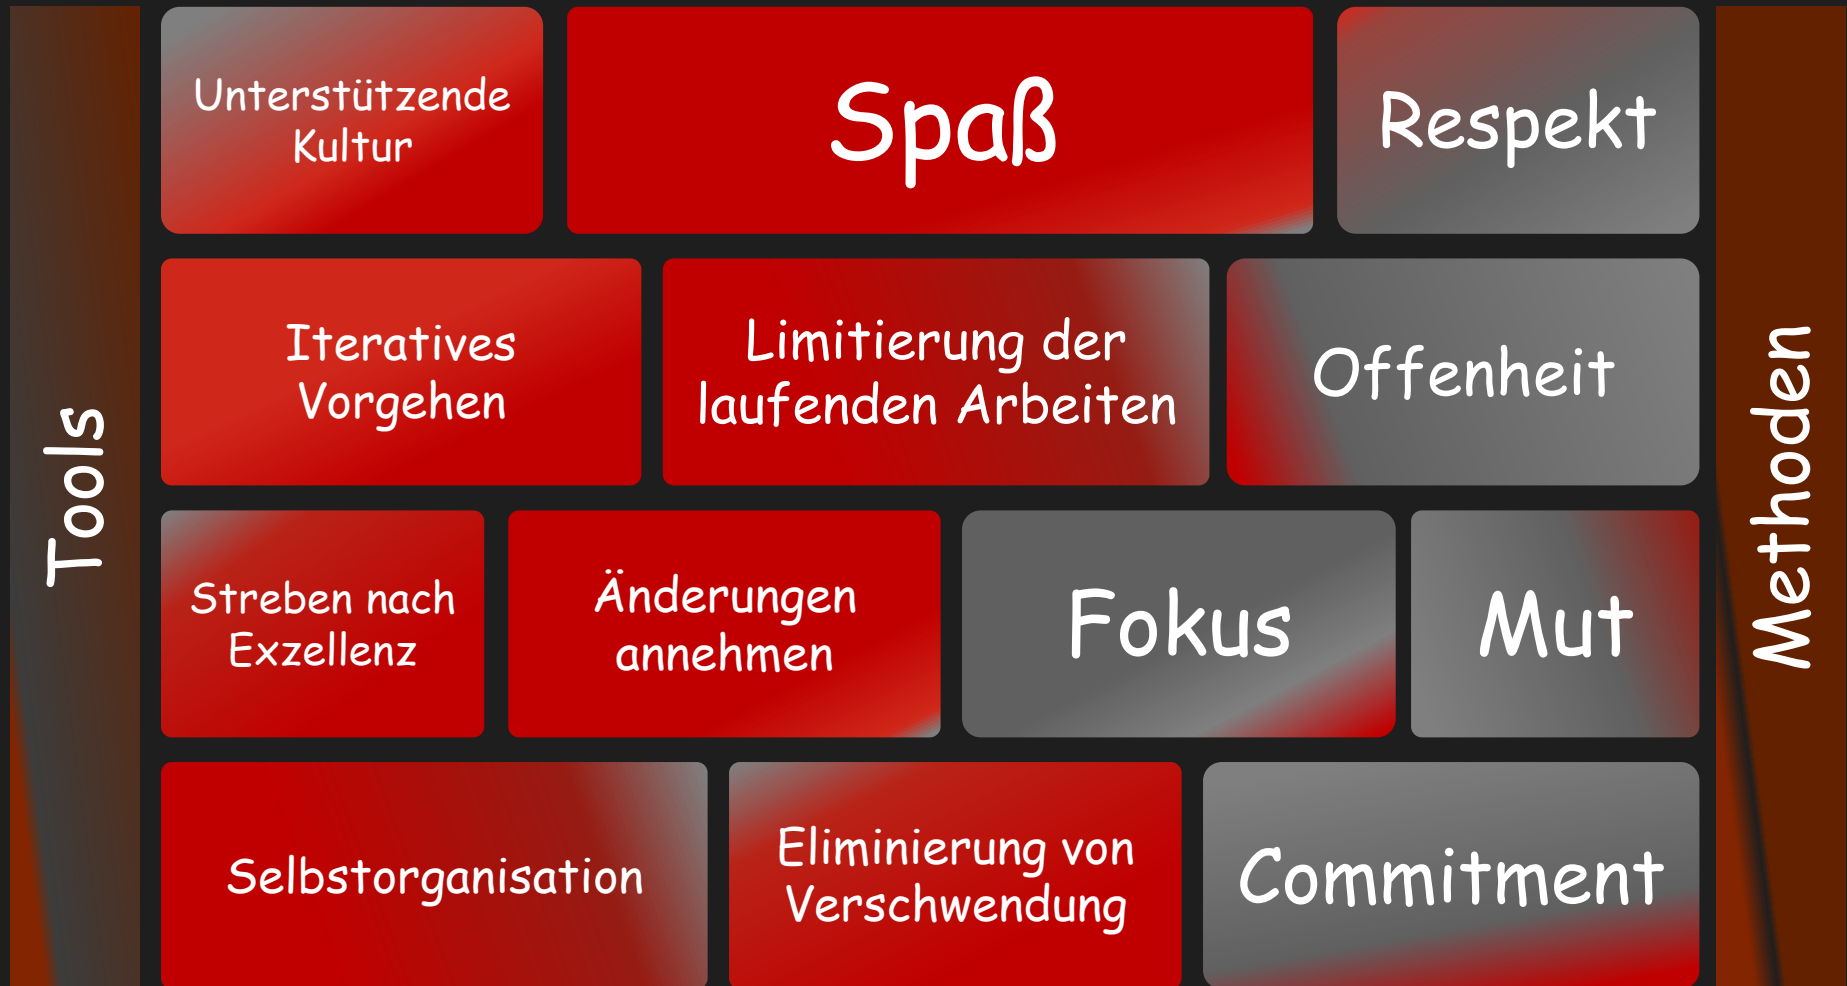 Tools
Unterstützende
Kultur
Spaß
Respekt
Iteratives
Vorgehen
Limitierung der
laufenden Arbeiten
Offenheit
Streben nach
Exzellenz
Änderungen
annehmen
Fokus
Mut
Selbstorganisation
Eliminierung von
Verschwendung
Commitment
Methoden